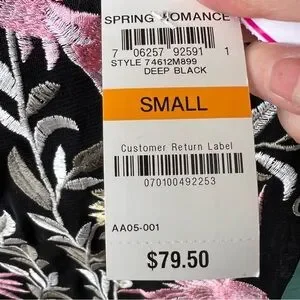 SPRING ROMANCE
7 06257 92591 1
STYLE 74612M899
DEEP BLACK
SMALL
Customer Return Label
070100492253
AA05-001
$79.50